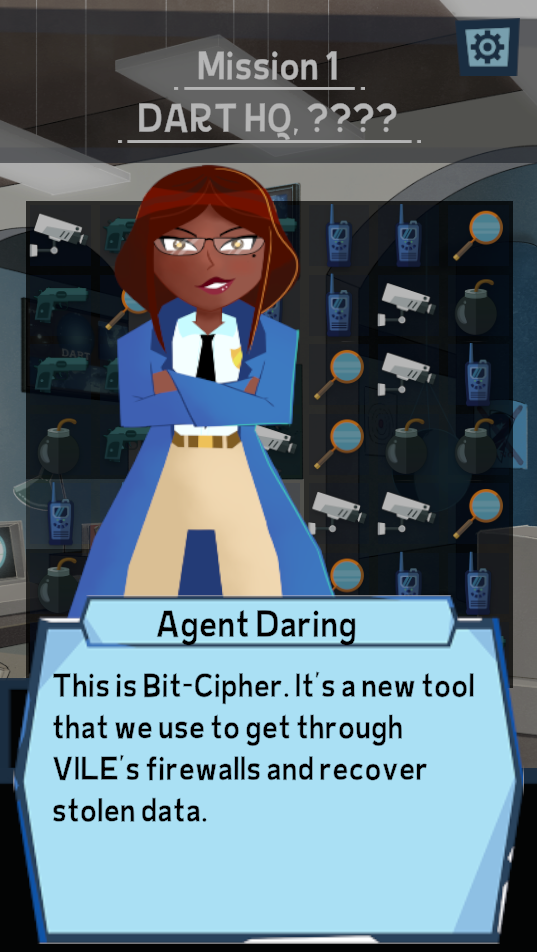 Mission 1
DART HQ, ????
DART
Agent Daring
This is Bit-Cipher. It's a new tool
that we use to get through
VILE's firewalls and recover
stolen data.